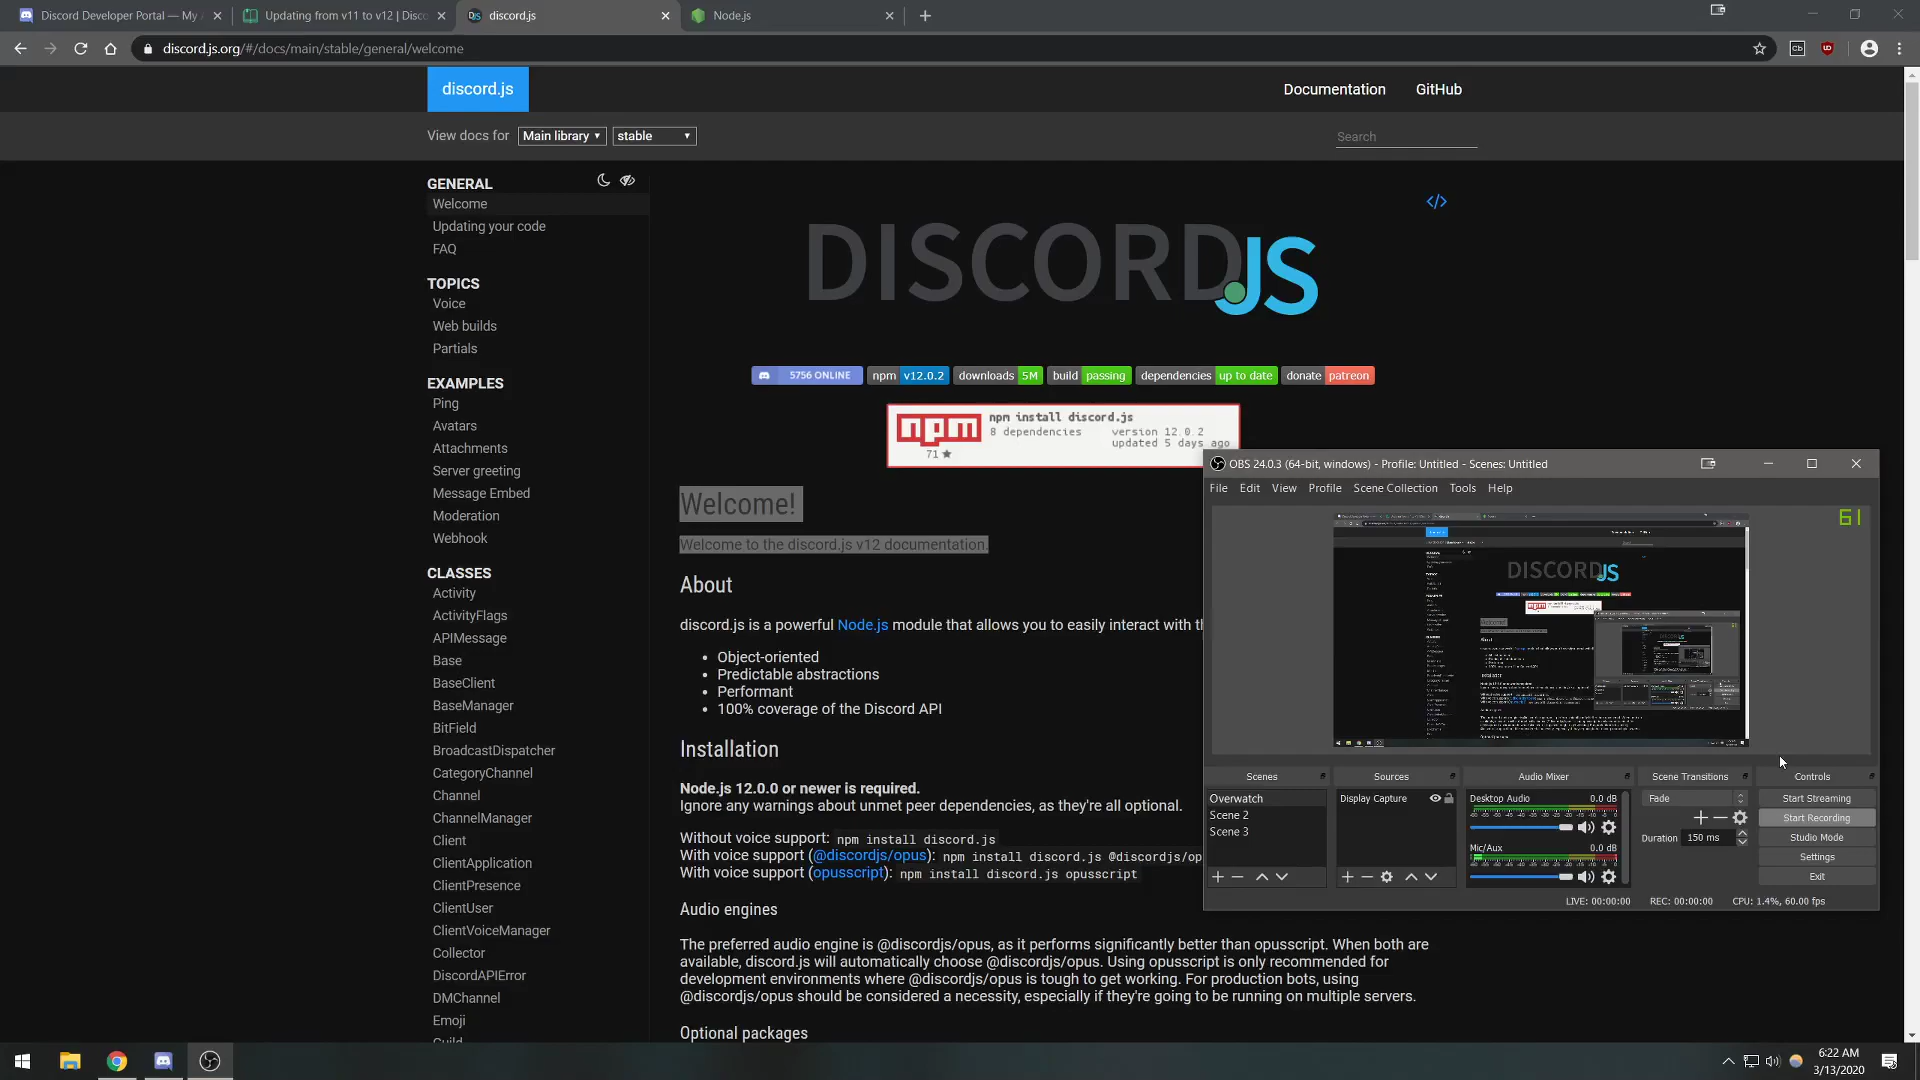 Discord Developer Portal — My A
Updating from v11 to v12 | Disco
discord.js
Node.js
discord.js.org/#/docs/main/stable/general/welcome
discord.js
Documentation
GitHub
View docs for
Main library
stable
Search
GENERAL
Welcome
Updating your code
FAQ
TOPICS
Voice
Web builds
Partials
EXAMPLES
Ping
Avatars
Attachments
Server greeting
Message Embed
Moderation
Webhook
CLASSES
Activity
ActivityFlags
APIMessage
Base
BaseClient
BaseManager
BitField
BroadcastDispatcher
CategoryChannel
Channel
ChannelManager
Client
ClientApplication
ClientPresence
ClientUser
ClientVoiceManager
Collector
DiscordAPIError
DMChannel
Emoji
Guild
</>
DISCORD.JS
5756 ONLINE
npm v12.0.2
downloads 5M
build passing
dependencies up to date
donate patreon
npm
71 ★
npm install discord.js
8 dependencies version 12.0.2
updated 5 days ago
Welcome!
Welcome to the discord.js v12 documentation.
About
discord.js is a powerful Node.js module that allows you to easily interact with th
• Object-oriented
• Predictable abstractions
• Performant
• 100% coverage of the Discord API
Installation
Node.js 12.0.0 or newer is required.
Ignore any warnings about unmet peer dependencies, as they're all optional.
Without voice support: npm install discord.js
With voice support (@discordjs/opus): npm install discord.js @discordjs/op
With voice support (opusscript): npm install discord.js opusscript
Audio engines
The preferred audio engine is @discordjs/opus, as it performs significantly better than opusscript. When both are
available, discord.js will automatically choose @discordjs/opus. Using opusscript is only recommended for
development environments where @discordjs/opus is tough to get working. For production bots, using
@discordjs/opus should be considered a necessity, especially if they're going to be running on multiple servers.
Optional packages
OBS 24.0.3 (64-bit, windows) - Profile: Untitled - Scenes: Untitled
File Edit View Profile Scene Collection Tools Help
61
DISCORD.JS
Scenes
Overwatch
Scene 2
Scene 3
Sources
Display Capture
Audio Mixer
Desktop Audio 0.0 dB
Mic/Aux 0.0 dB
Scene Transitions
Fade
Duration 150 ms
Controls
Start Streaming
Start Recording
Studio Mode
Settings
Exit
LIVE: 00:00:00 REC: 00:00:00 CPU: 1.4%, 60.00 fps
6:22 AM
3/13/2020